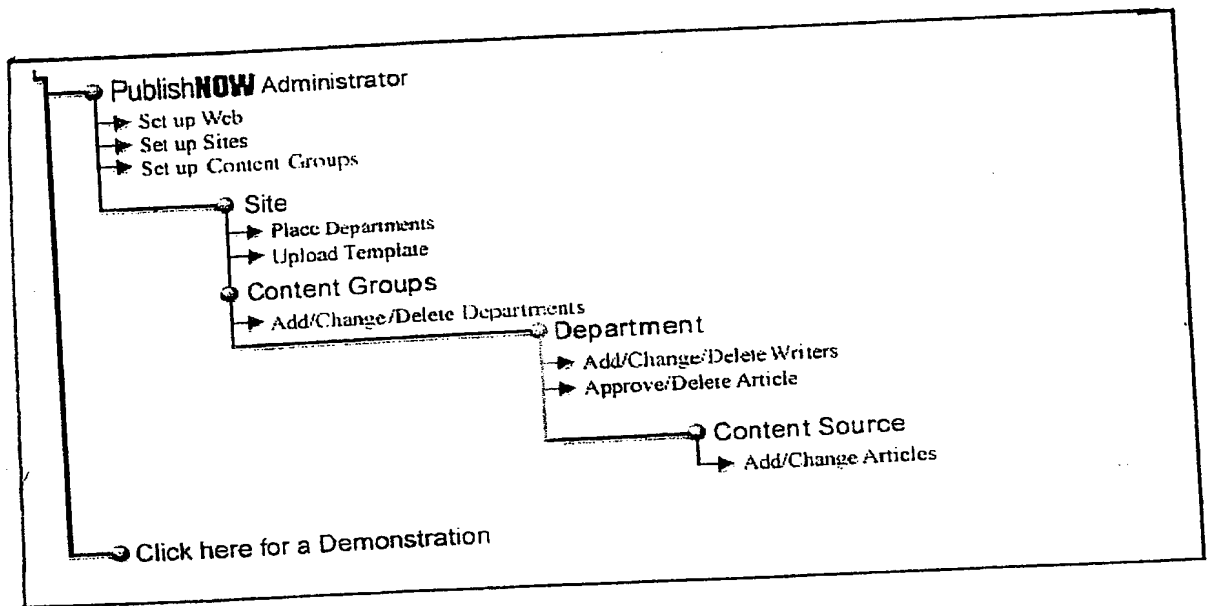 PublishNOW Administrator
Set up Web
Set up Sites
Set up Content Groups
Site
Place Departments
Upload Template
Content Groups
Add/Change/Delete Departments
Department
Add/Change/Delete Writers
Approve/Delete Article
Content Source
Add/Change Articles
Click here for a Demonstration